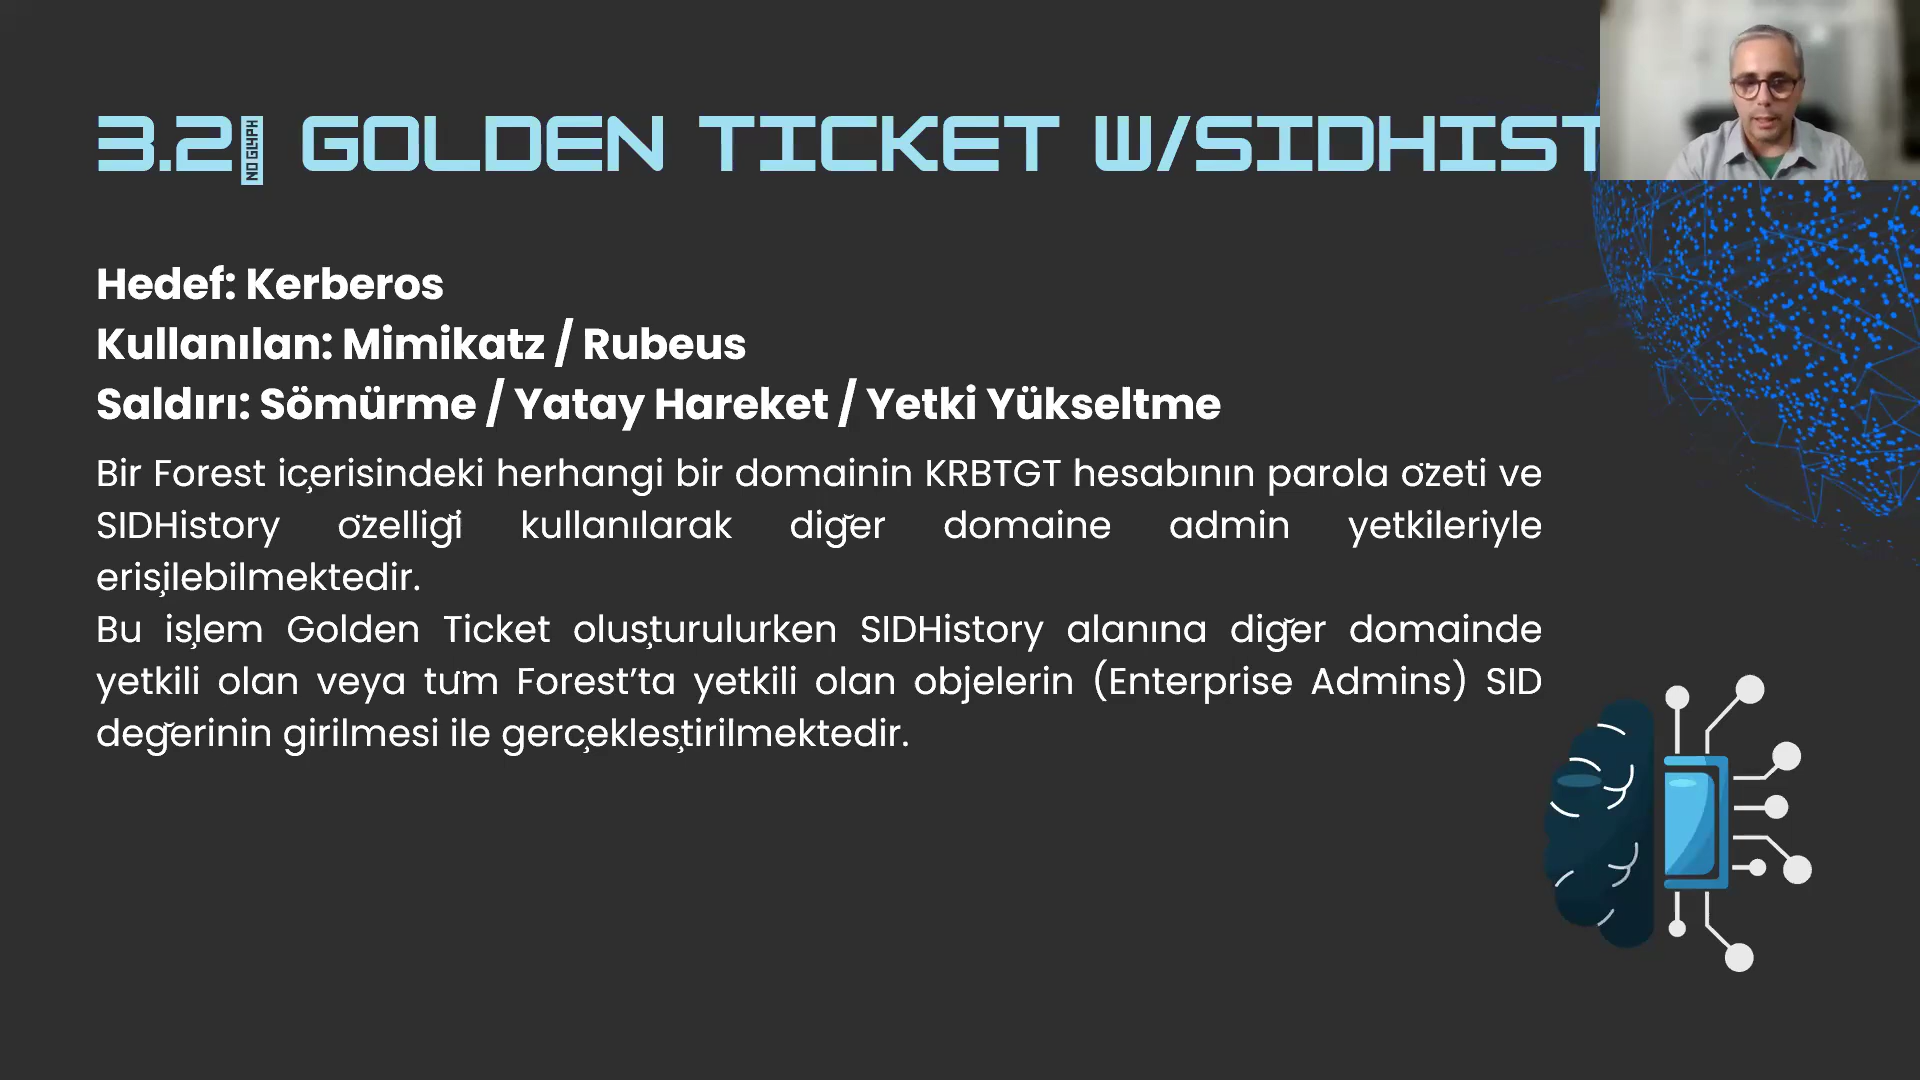 3.2 GOLDEN TICKET W/SIDHIST
NO GLYPH
Hedef: Kerberos
Kullanılan: Mimikatz / Rubeus
Saldırı: Sömürme / Yatay Hareket / Yetki Yükseltme
Bir Forest içerisindeki herhangi bir domainin KRBTGT hesabının parola özeti ve
SIDHistory özelliği kullanılarak diğer domaine admin yetkileriyle
erişilebilmektedir.
Bu işlem Golden Ticket oluşturulurken SIDHistory alanına diğer domainde
yetkili olan veya tüm Forest’ta yetkili olan objelerin (Enterprise Admins) SID
değerinin girilmesi ile gerçekleştirilmektedir.